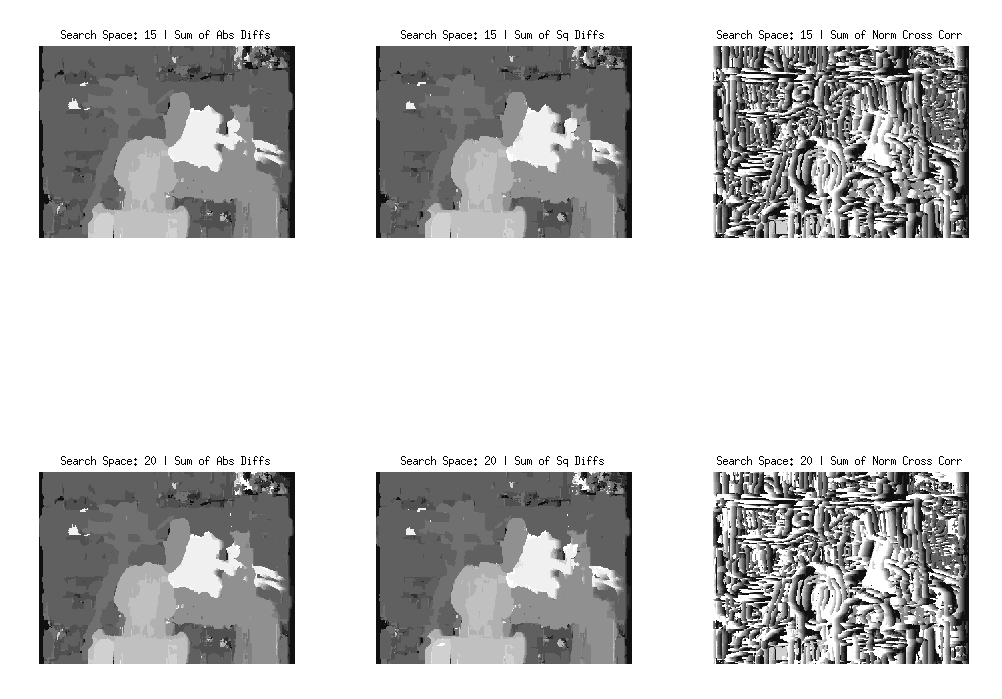 Search Space: 15 | Sum of Abs Diffs
Search Space: 15 | Sum of Sq Diffs
Search Space: 15 | Sum of Norm Cross Corr
Search Space: 20 | Sum of Abs Diffs
Search Space: 20 | Sum of Sq Diffs
Search Space: 20 | Sum of Norm Cross Corr